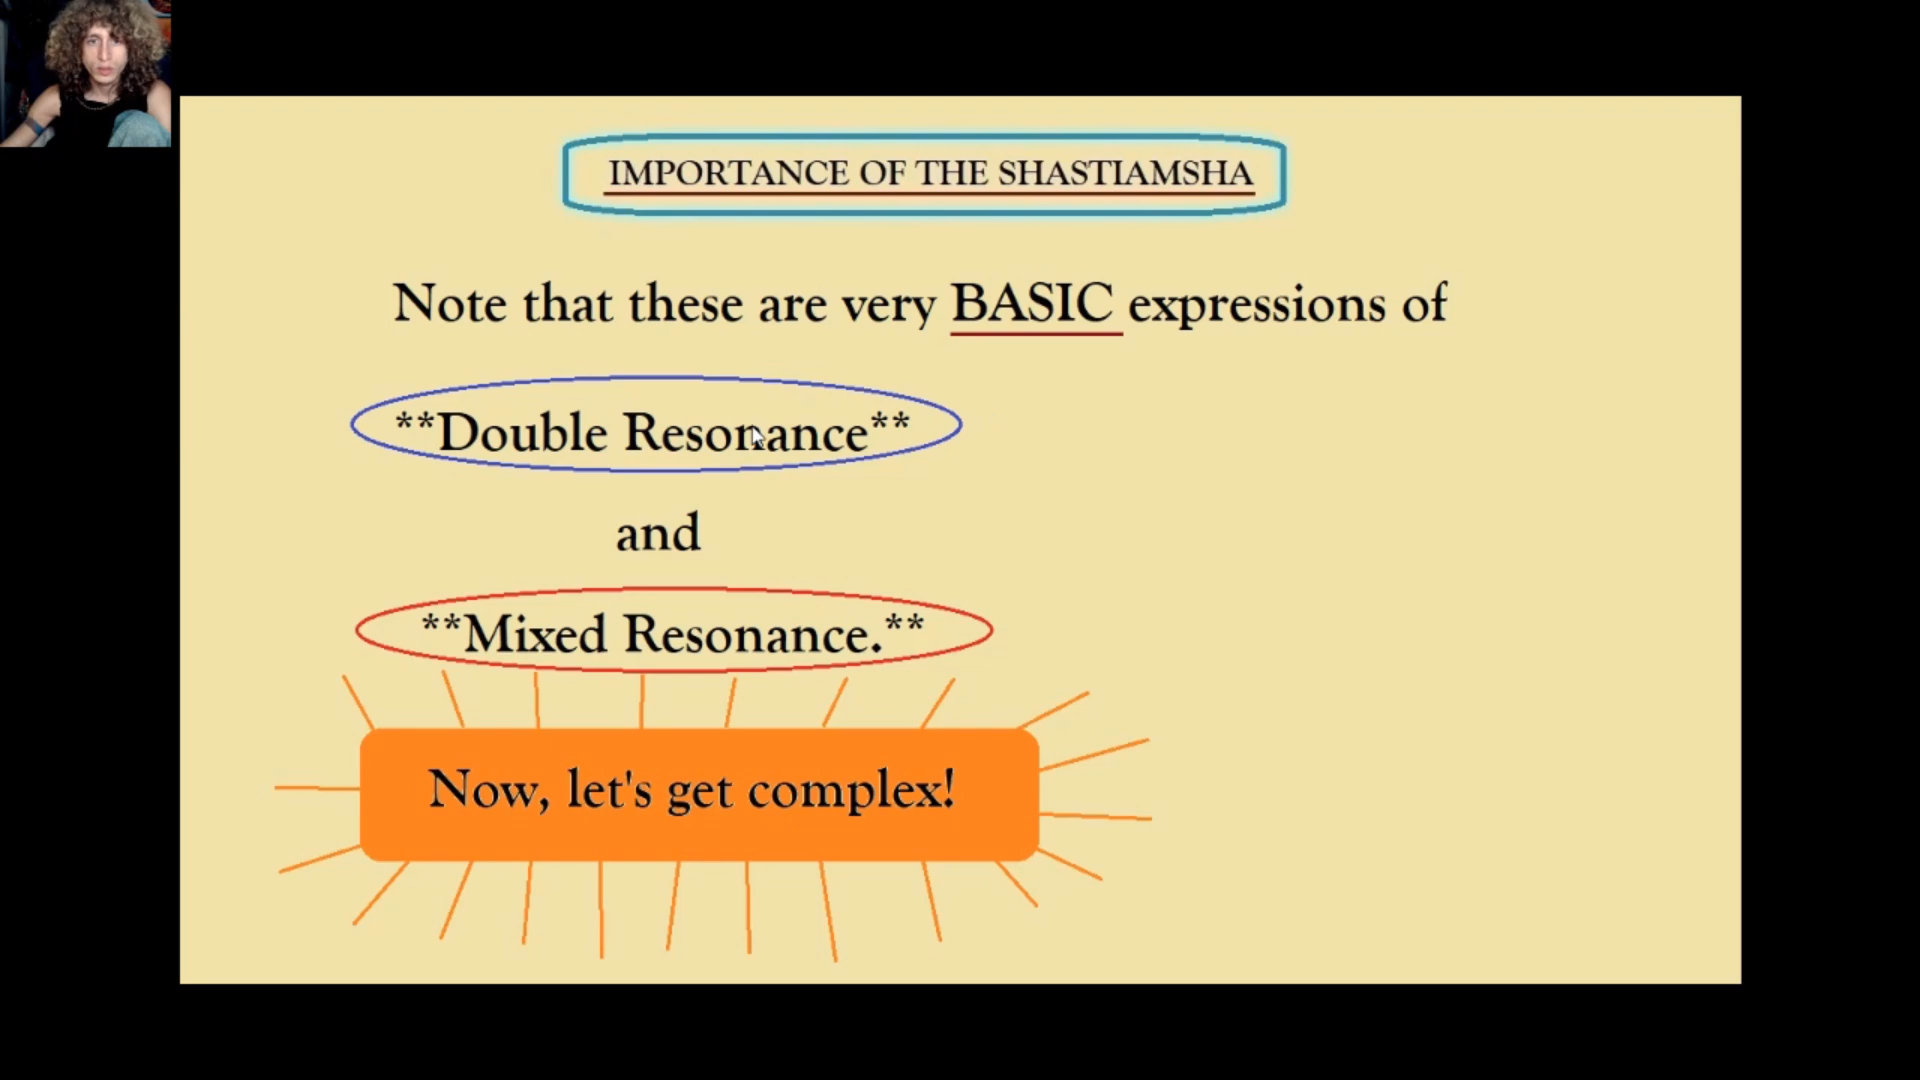 IMPORTANCE OF THE SHASTIAMSHA
Note that these are very BASIC expressions of
**Double Resonance**
and
**Mixed Resonance.**
Now, let's get complex!